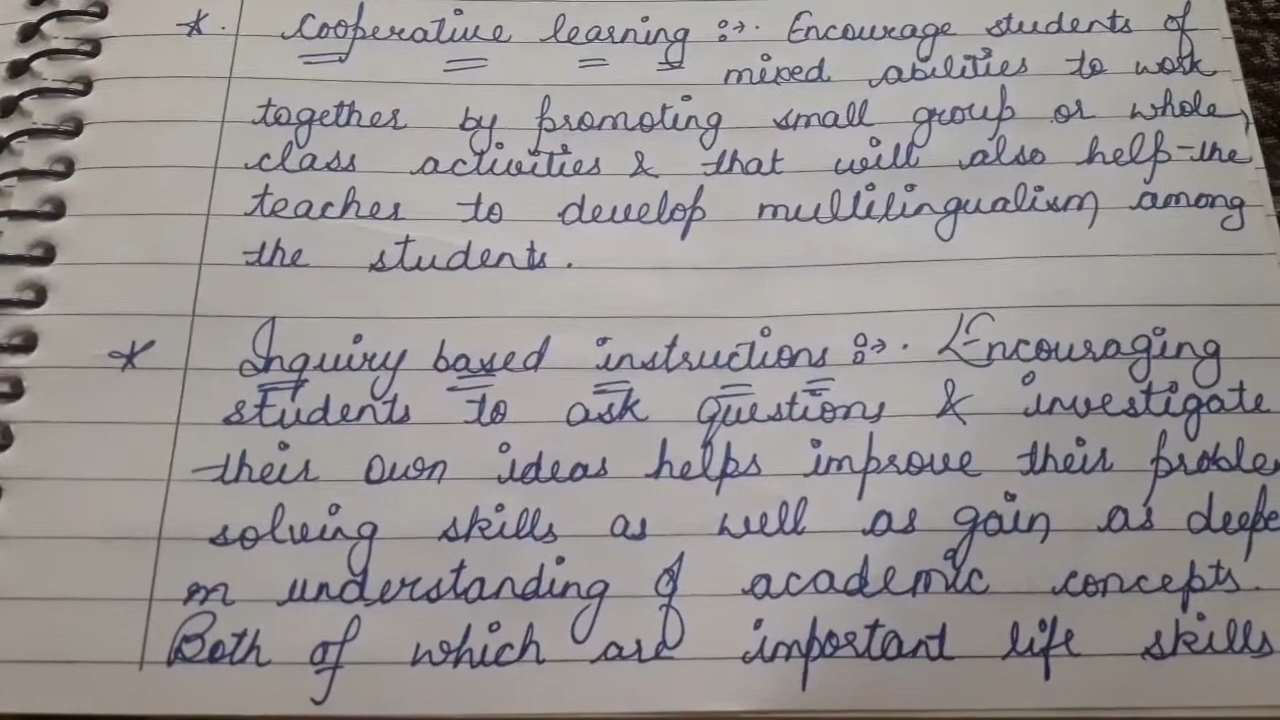 * Cooperative learning :→. Encourage students of
mixed abilities to work
together by promoting small group or whole,
class activities & that will also help the
teacher to develop multilingualism among
the students.
* Inquiry based instructions :→. Encouraging
students to ask questions & investigate
their own ideas helps improve their proble
solving skills as well as gain as deepe
on understanding of academic concepts.
Both of which are important life skills